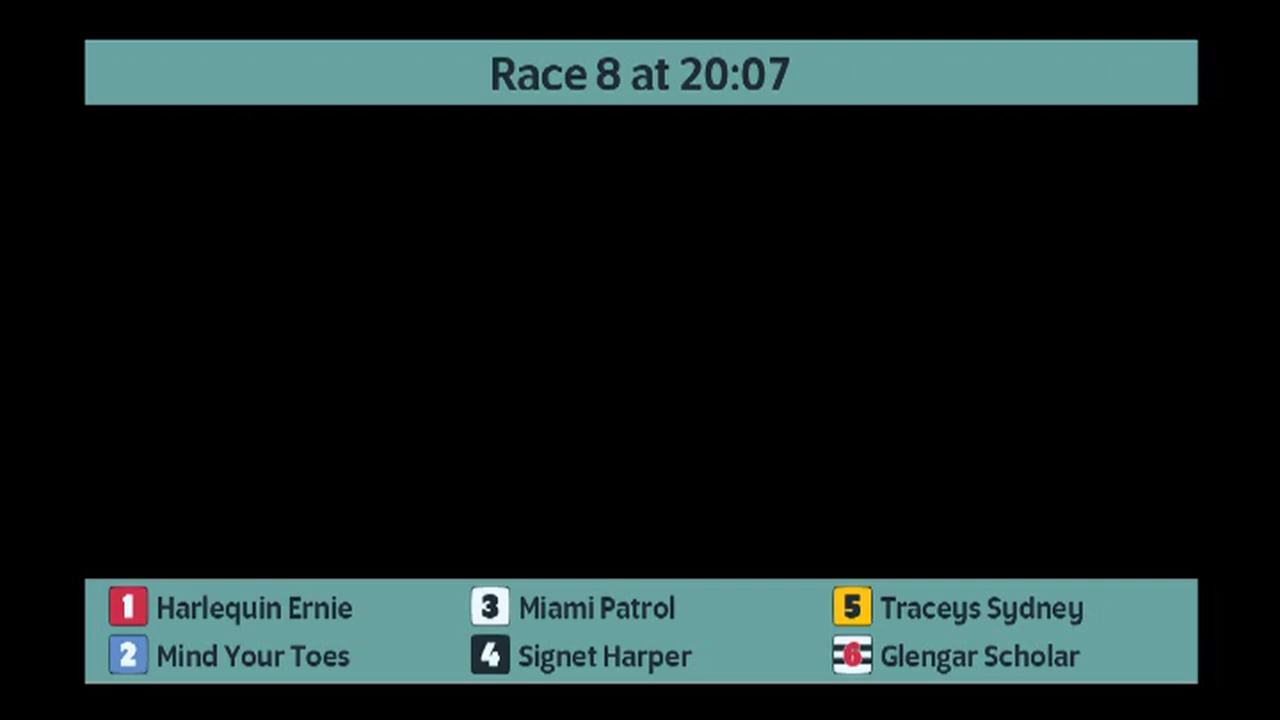 Race 8 at 20:07
1 Harlequin Ernie
2 Mind Your Toes
3 Miami Patrol
4 Signet Harper
5 Traceys Sydney
6 Glengar Scholar